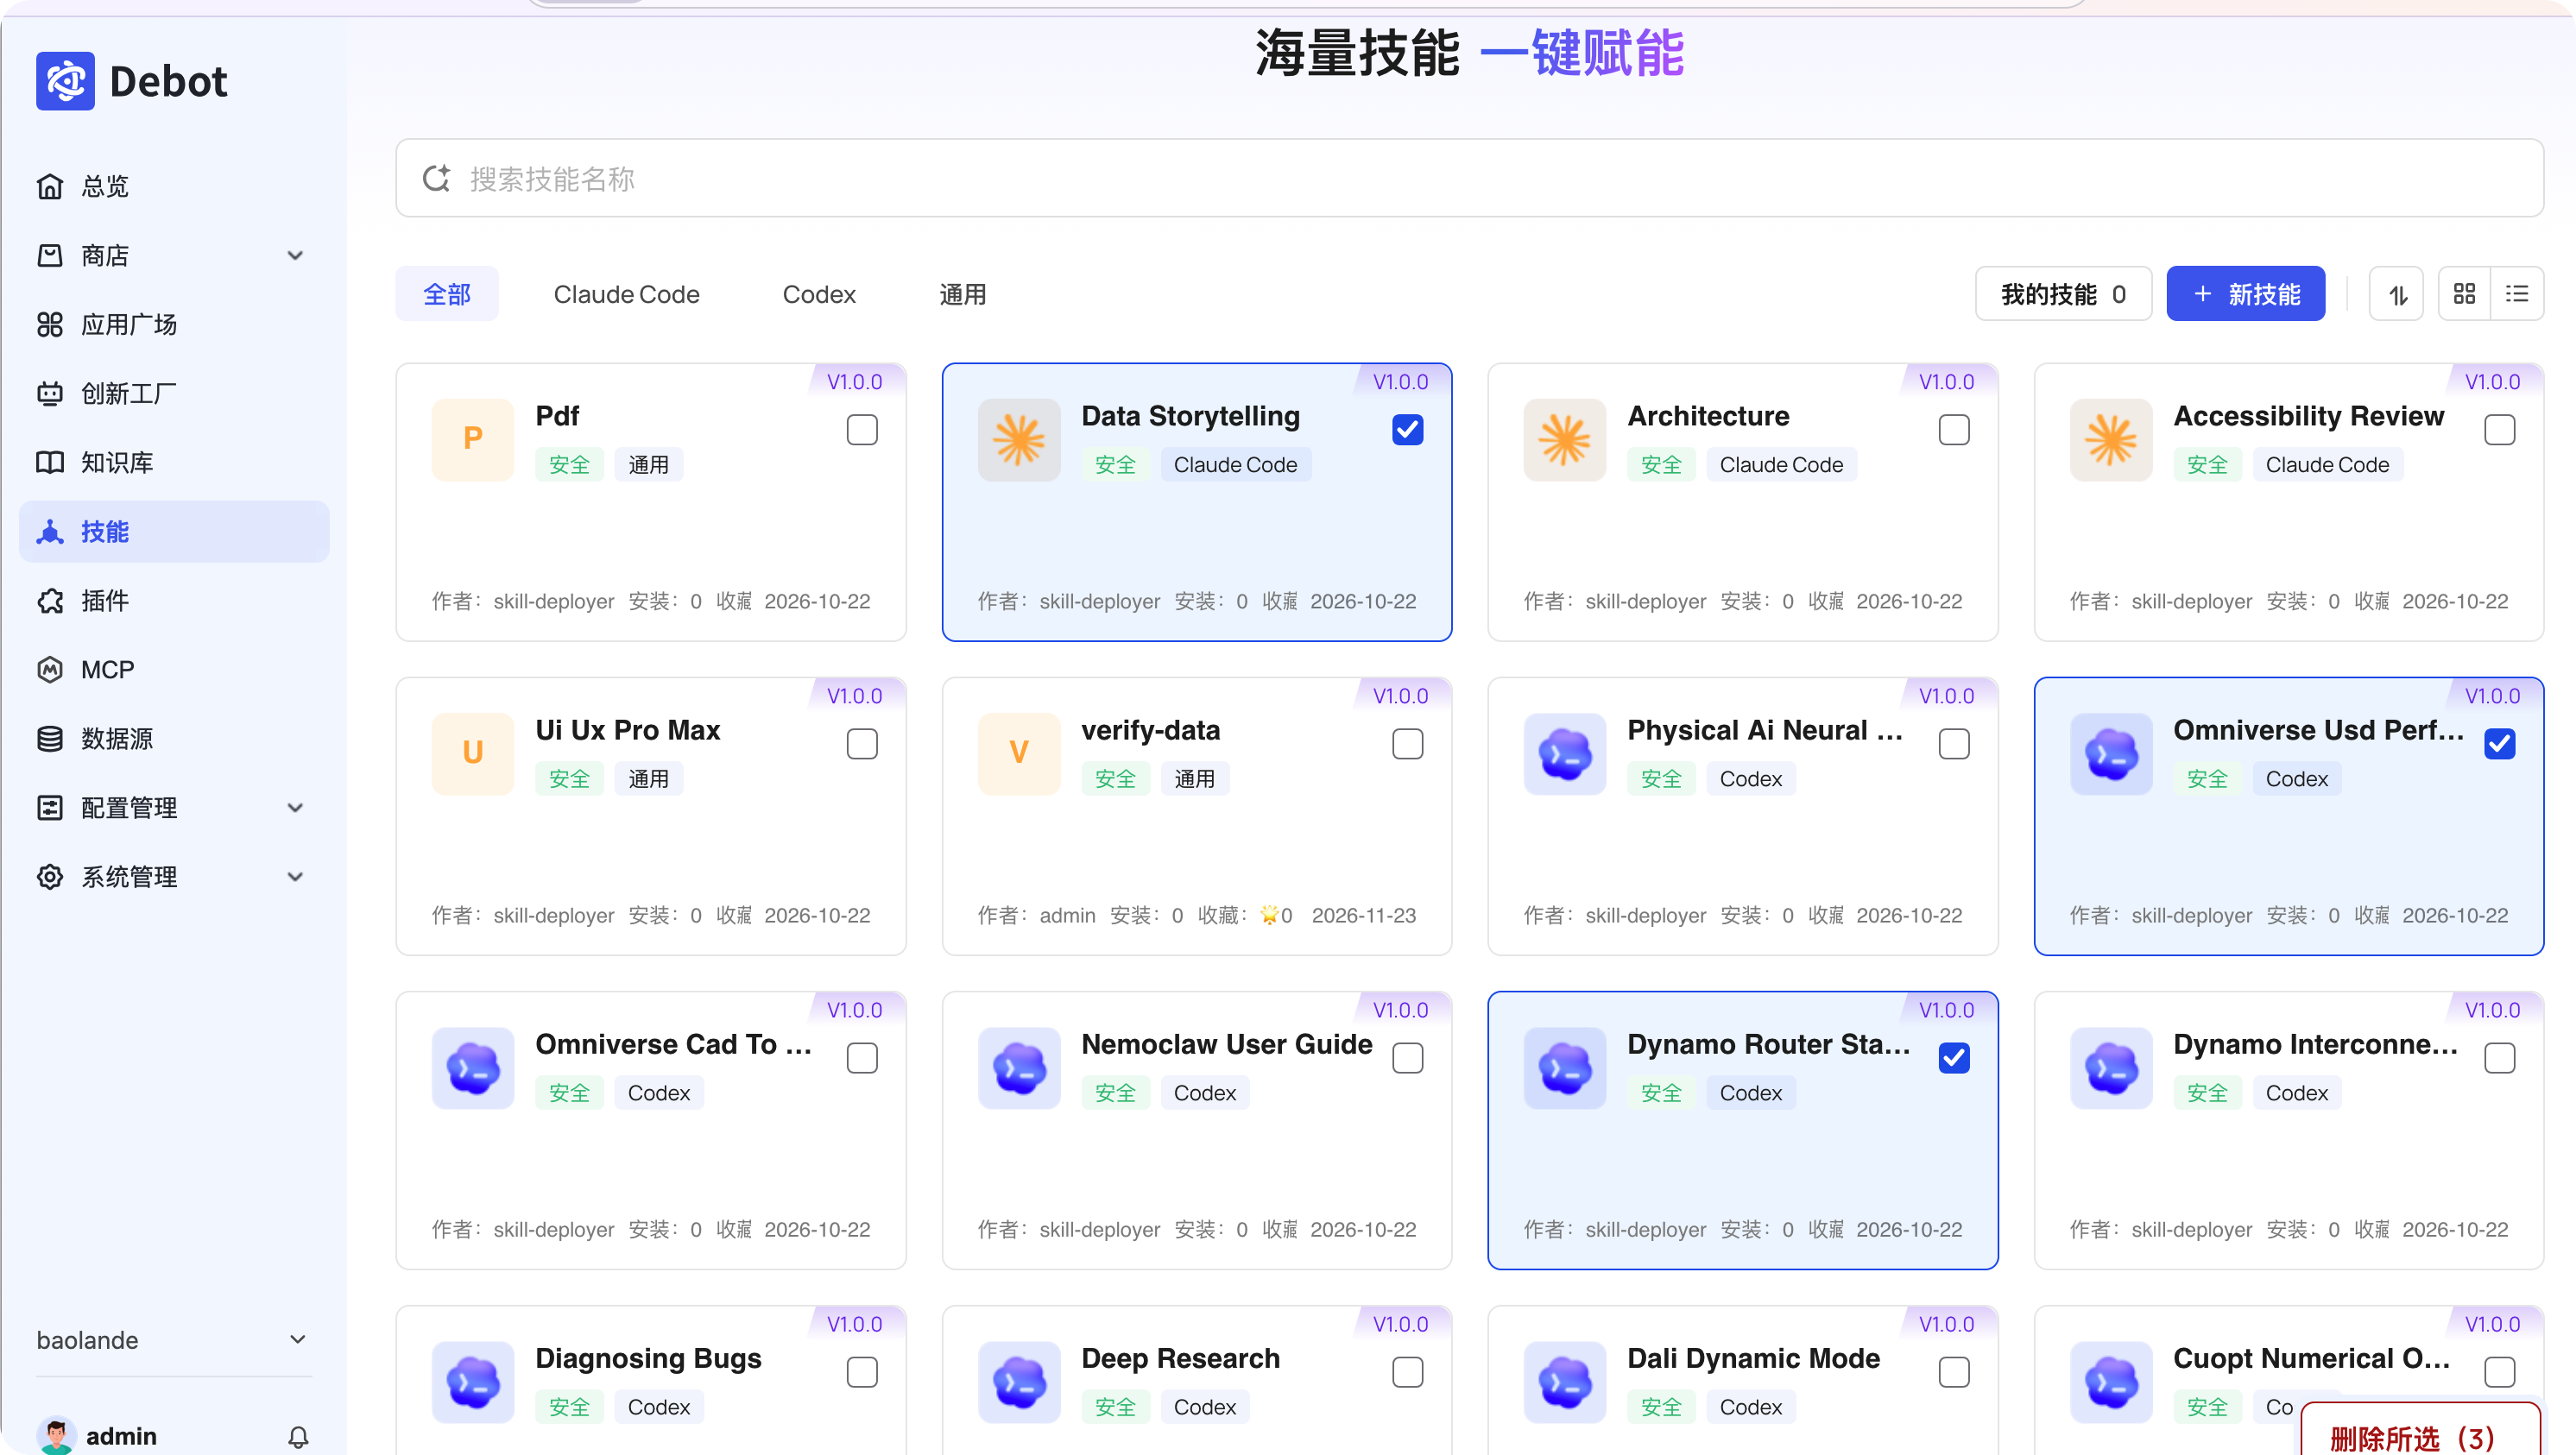 海量技能 一键赋能
Debot
总览
商店
应用广场
创新工厂
知识库
技能
插件
MCP
数据源
配置管理
系统管理
baolande
admin
搜索技能名称
全部 Claude Code Codex 通用
我的技能 0
+ 新技能
V1.0.0
Pdf
安全 通用
作者: skill-deployer 安装: 0 收藏 2026-10-22
V1.0.0
Data Storytelling
安全 Claude Code
作者: skill-deployer 安装: 0 收藏 2026-10-22
V1.0.0
Architecture
安全 Claude Code
作者: skill-deployer 安装: 0 收藏 2026-10-22
V1.0.0
Accessibility Review
安全 Claude Code
作者: skill-deployer 安装: 0 收藏 2026-10-22
V1.0.0
U
Ui Ux Pro Max
安全 通用
作者: skill-deployer 安装: 0 收藏 2026-10-22
V1.0.0
V
verify-data
安全 通用
作者: admin 安装: 0 收藏: 🌟0 2026-11-23
V1.0.0
Physical Ai Neural ...
安全 Codex
作者: skill-deployer 安装: 0 收藏 2026-10-22
V1.0.0
Omniverse Usd Perf...
安全 Codex
作者: skill-deployer 安装: 0 收藏 2026-10-22
V1.0.0
Omniverse Cad To ...
安全 Codex
作者: skill-deployer 安装: 0 收藏 2026-10-22
V1.0.0
Nemoclaw User Guide
安全 Codex
作者: skill-deployer 安装: 0 收藏 2026-10-22
V1.0.0
Dynamo Router Sta...
安全 Codex
作者: skill-deployer 安装: 0 收藏 2026-10-22
V1.0.0
Dynamo Interconne...
安全 Codex
作者: skill-deployer 安装: 0 收藏 2026-10-22
V1.0.0
Diagnosing Bugs
安全 Codex
V1.0.0
Deep Research
安全 Codex
V1.0.0
Dali Dynamic Mode
安全 Codex
V1.0.0
Cuopt Numerical O...
安全 Co
删除所选 (3)